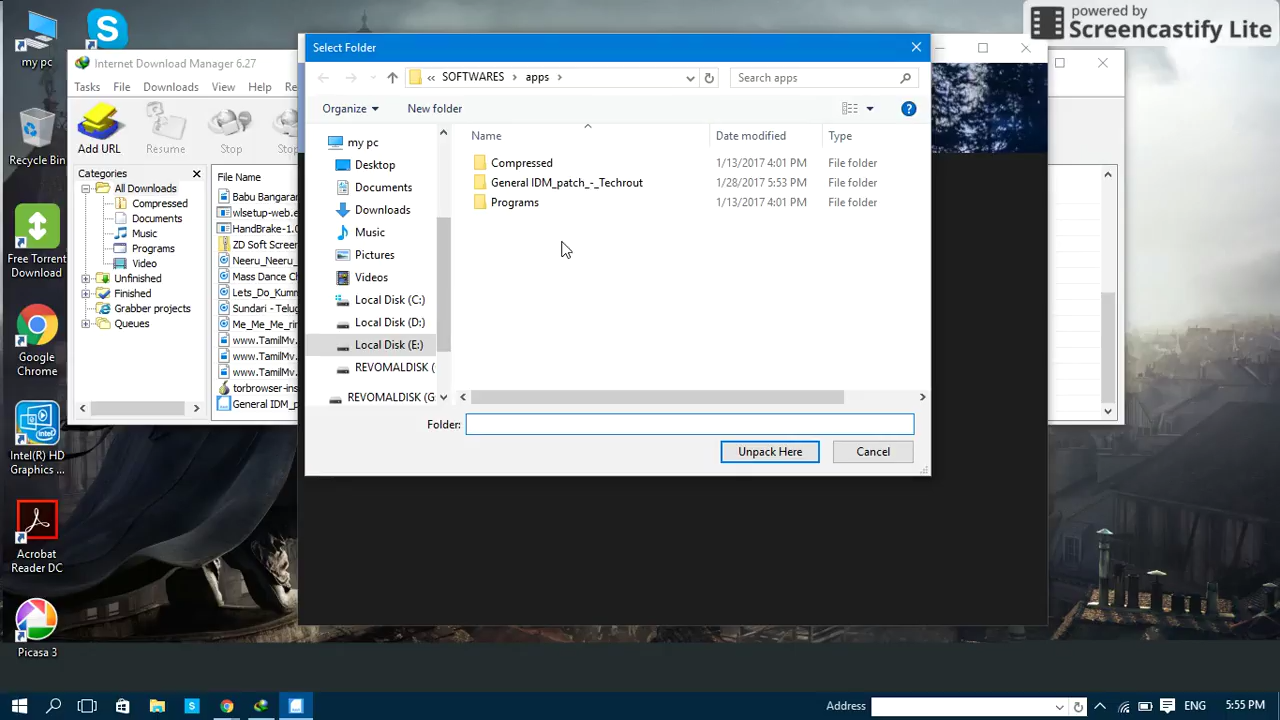 powered by
Screencastify Lite
my pc
Recycle Bin
Free Torrent
Download
Google
Chrome
Intel(R) HD
Graphics ...
Acrobat
Reader DC
Picasa 3
Internet Download Manager 6.27
Tasks File Downloads View Help Re
Add URL Resume Stop Sto
Categories
All Downloads
Compressed
Documents
Music
Programs
Video
Unfinished
Finished
Grabber projects
Queues
File Name
Babu Bangaran
wlsetup-web.e
HandBrake-1.0
ZD Soft Screen
Neeru_Neeru_
Mass Dance Ch
Lets_Do_Kumm
Sundari - Telug
Me_Me_Me_rin
www.TamilMv.
www.TamilMv.
www.TamilMv.
torbrowser-ins
General IDM_p
Select Folder
« SOFTWARES › apps ›
Search apps
Organize New folder
my pc
Desktop
Documents
Downloads
Music
Pictures
Videos
Local Disk (C:)
Local Disk (D:)
Local Disk (E:)
REVOMALDISK (
REVOMALDISK (G
Name Date modified Type
Compressed 1/13/2017 4:01 PM File folder
General IDM_patch_-_Techrout 1/28/2017 5:53 PM File folder
Programs 1/13/2017 4:01 PM File folder
Folder:
Unpack Here Cancel
Address ENG 5:55 PM